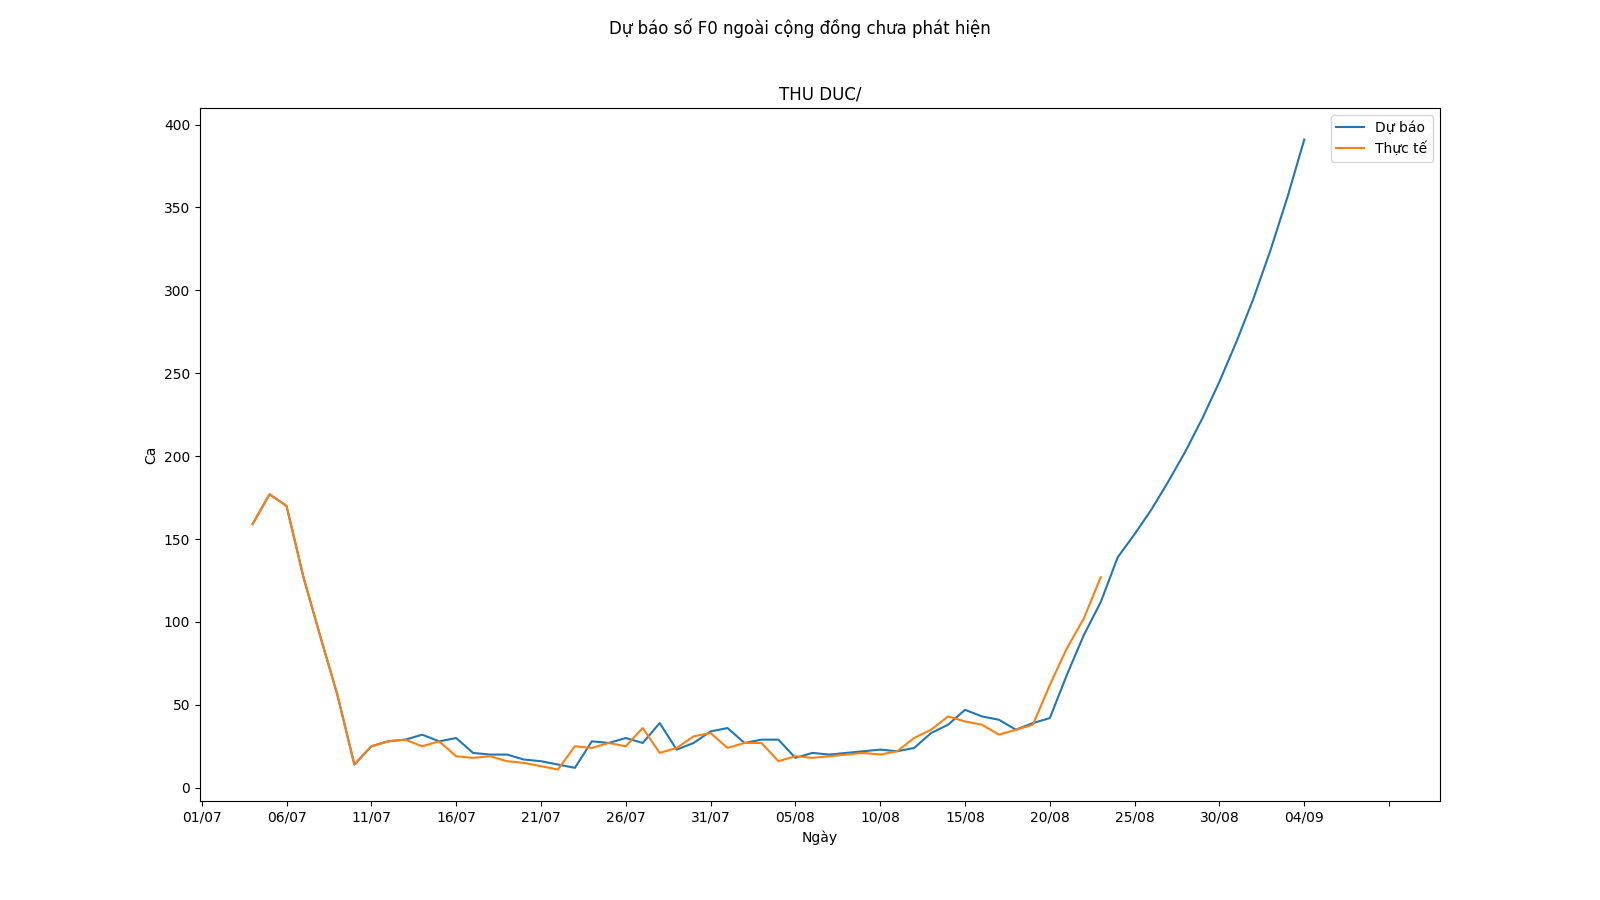 Dự báo số F0 ngoài cộng đồng chưa phát hiện
THU DUC/
Dự báo
Thực tế
400
350
300
250
200
150
100
50
0
Ca
01/07 06/07 11/07 16/07 21/07 26/07 31/07 05/08 10/08 15/08 20/08 25/08 30/08 04/09
Ngày